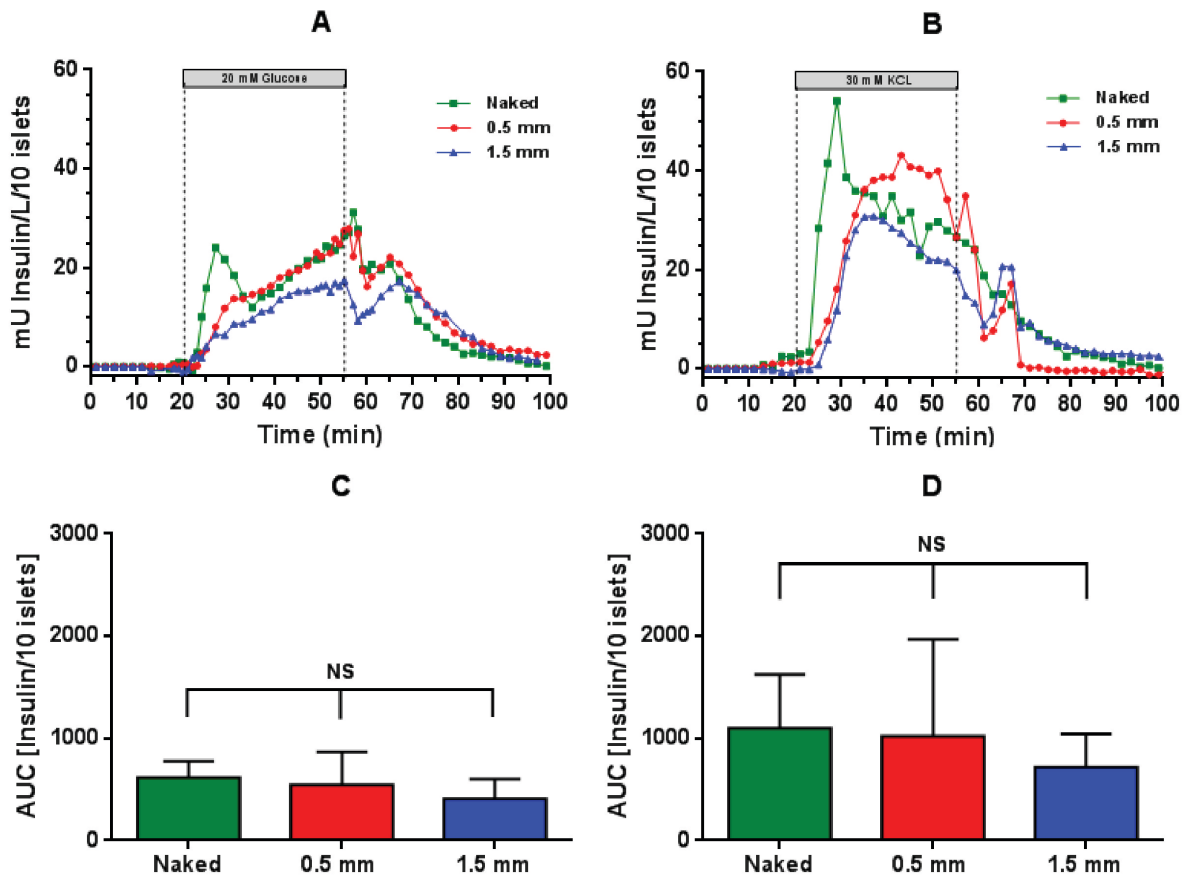 A
mU Insulin/L/10 islets
60
40
20
0
20 mM Glucose
Naked
0.5 mm
1.5 mm
0 10 20 30 40 50 60 70 80 90 100
Time (min)
B
mU Insulin/L/10 islets
60
40
20
0
30 mM KCL
Naked
0.5 mm
1.5 mm
0 10 20 30 40 50 60 70 80 90 100
Time (min)
C
AUC [Insulin/10 islets]
3000
2000
1000
0
NS
Naked 0.5 mm 1.5 mm
D
AUC [Insulin/10 islets]
3000
2000
1000
0
NS
Naked 0.5 mm 1.5 mm